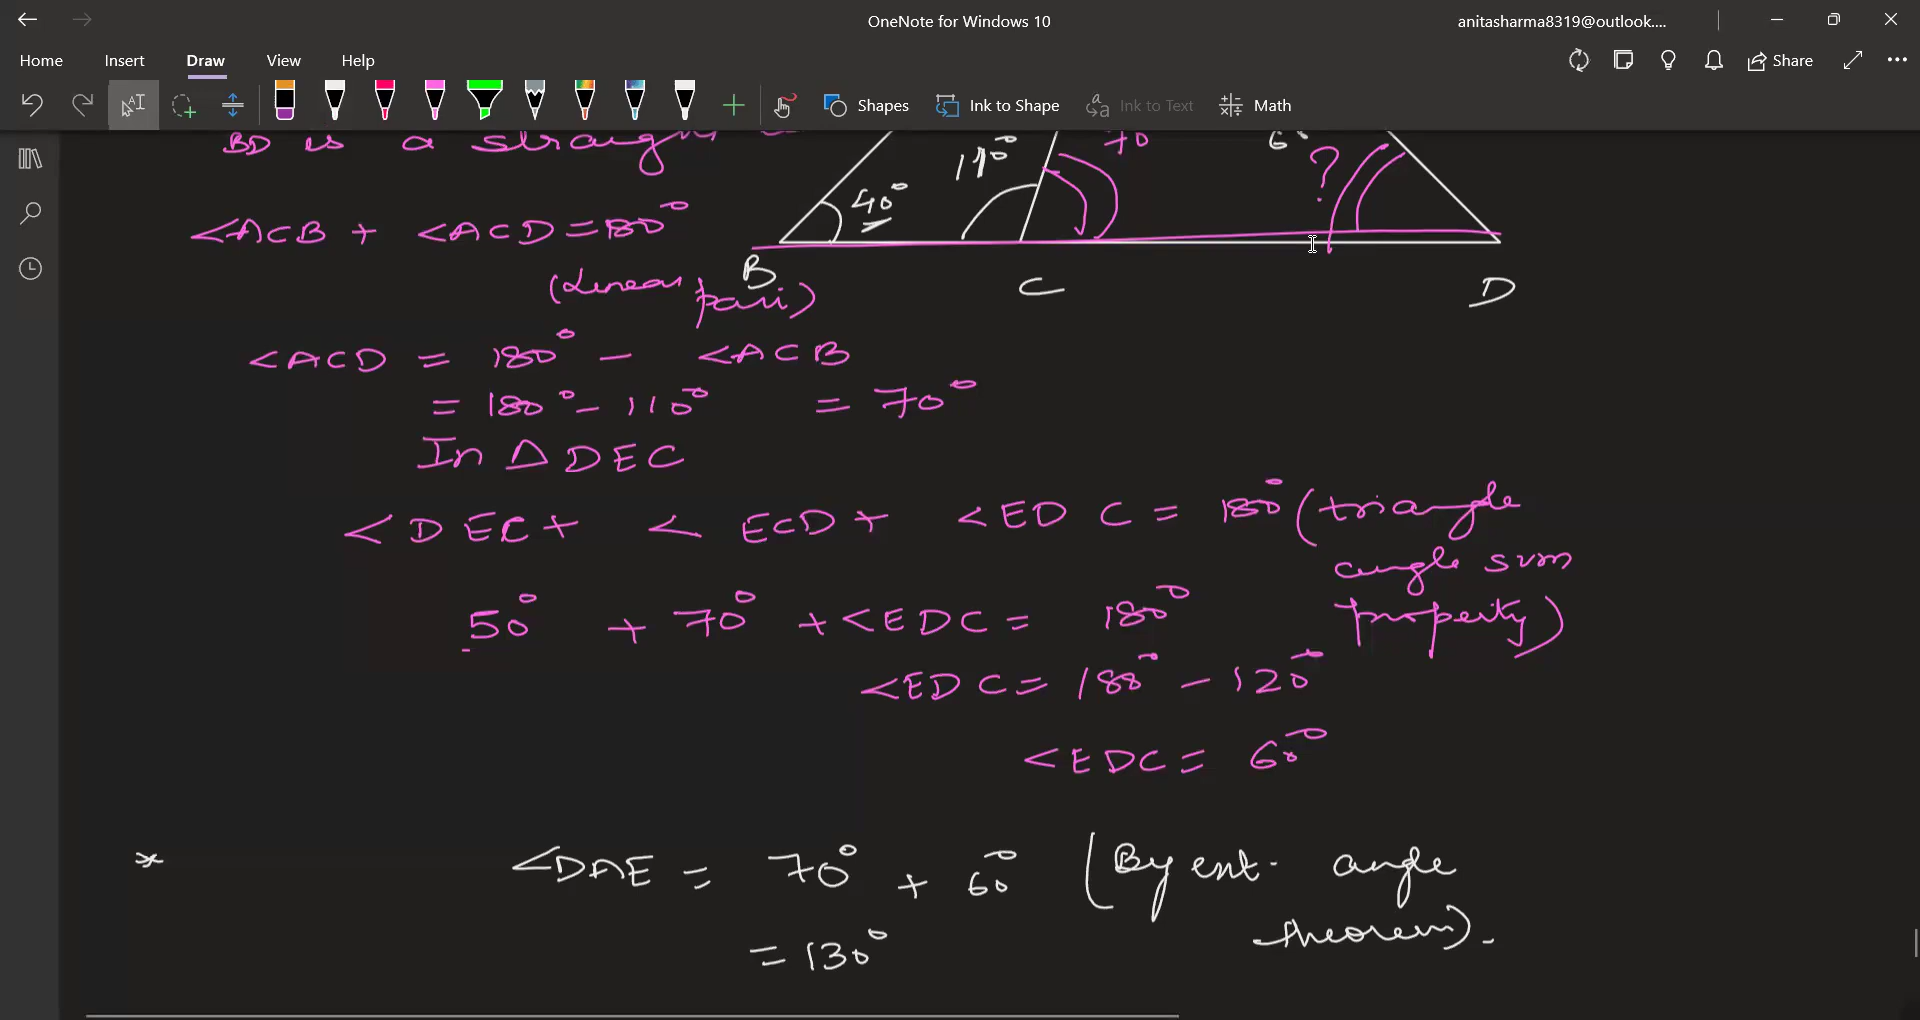 OneNote for Windows 10
anitasharma8319@outlook....
Home Insert Draw View Help
Share
Shapes Ink to Shape Ink to Text Math
BD is a straight
70
6
110°
?
40°
<ACB + <ACD = 180°
(Linear pair)
B C D
<ACD = 180° - <ACB
= 180° - 110° = 70°
In Δ DEC
<DEC + <ECD + <EDC = 180° (triangle
angle sum
property)
50° + 70° + <EDC = 180°
<EDC = 180° - 120°
<EDC = 60°
* <DAE = 70° + 60° (By ext. angle
theorem).
= 130°